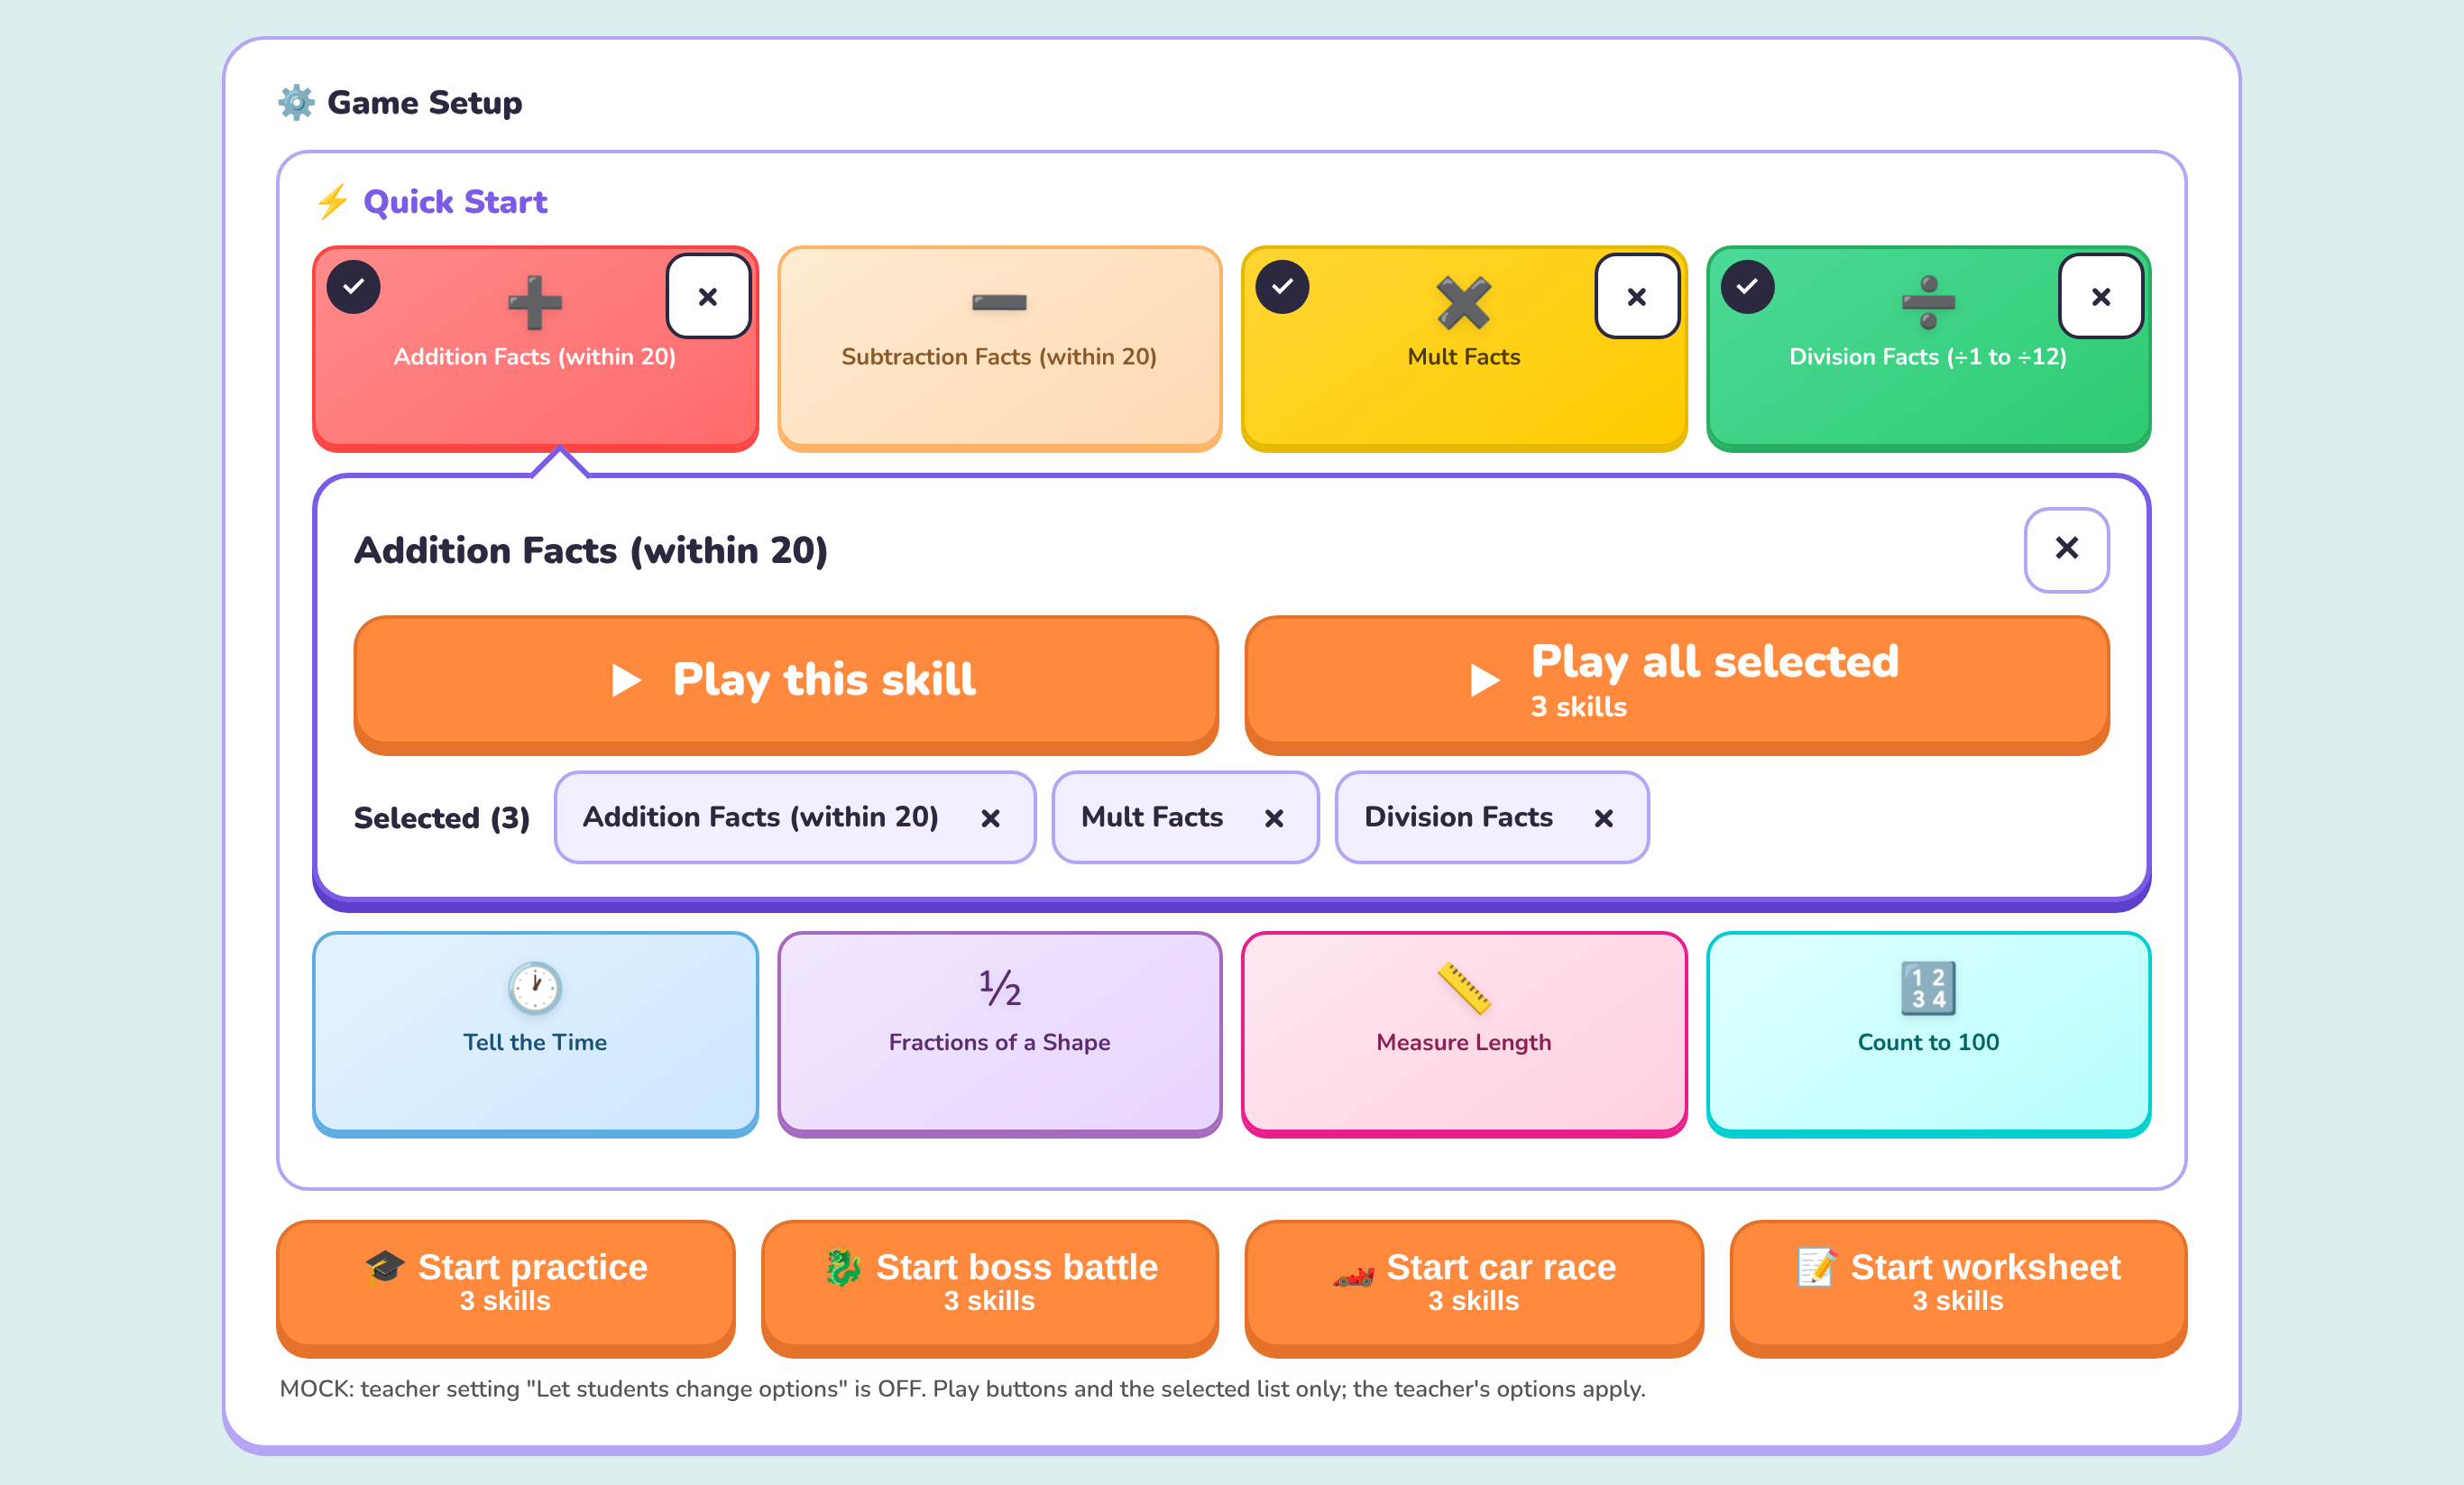 Game Setup
Quick Start
Addition Facts (within 20)
Subtraction Facts (within 20)
Mult Facts
Division Facts (÷1 to ÷12)
Addition Facts (within 20)
Play this skill
Play all selected
3 skills
Selected (3)
Addition Facts (within 20)
Mult Facts
Division Facts
Tell the Time
½
Fractions of a Shape
Measure Length
1 2
3 4
Count to 100
Start practice
3 skills
Start boss battle
3 skills
Start car race
3 skills
Start worksheet
3 skills
MOCK: teacher setting "Let students change options" is OFF. Play buttons and the selected list only; the teacher's options apply.